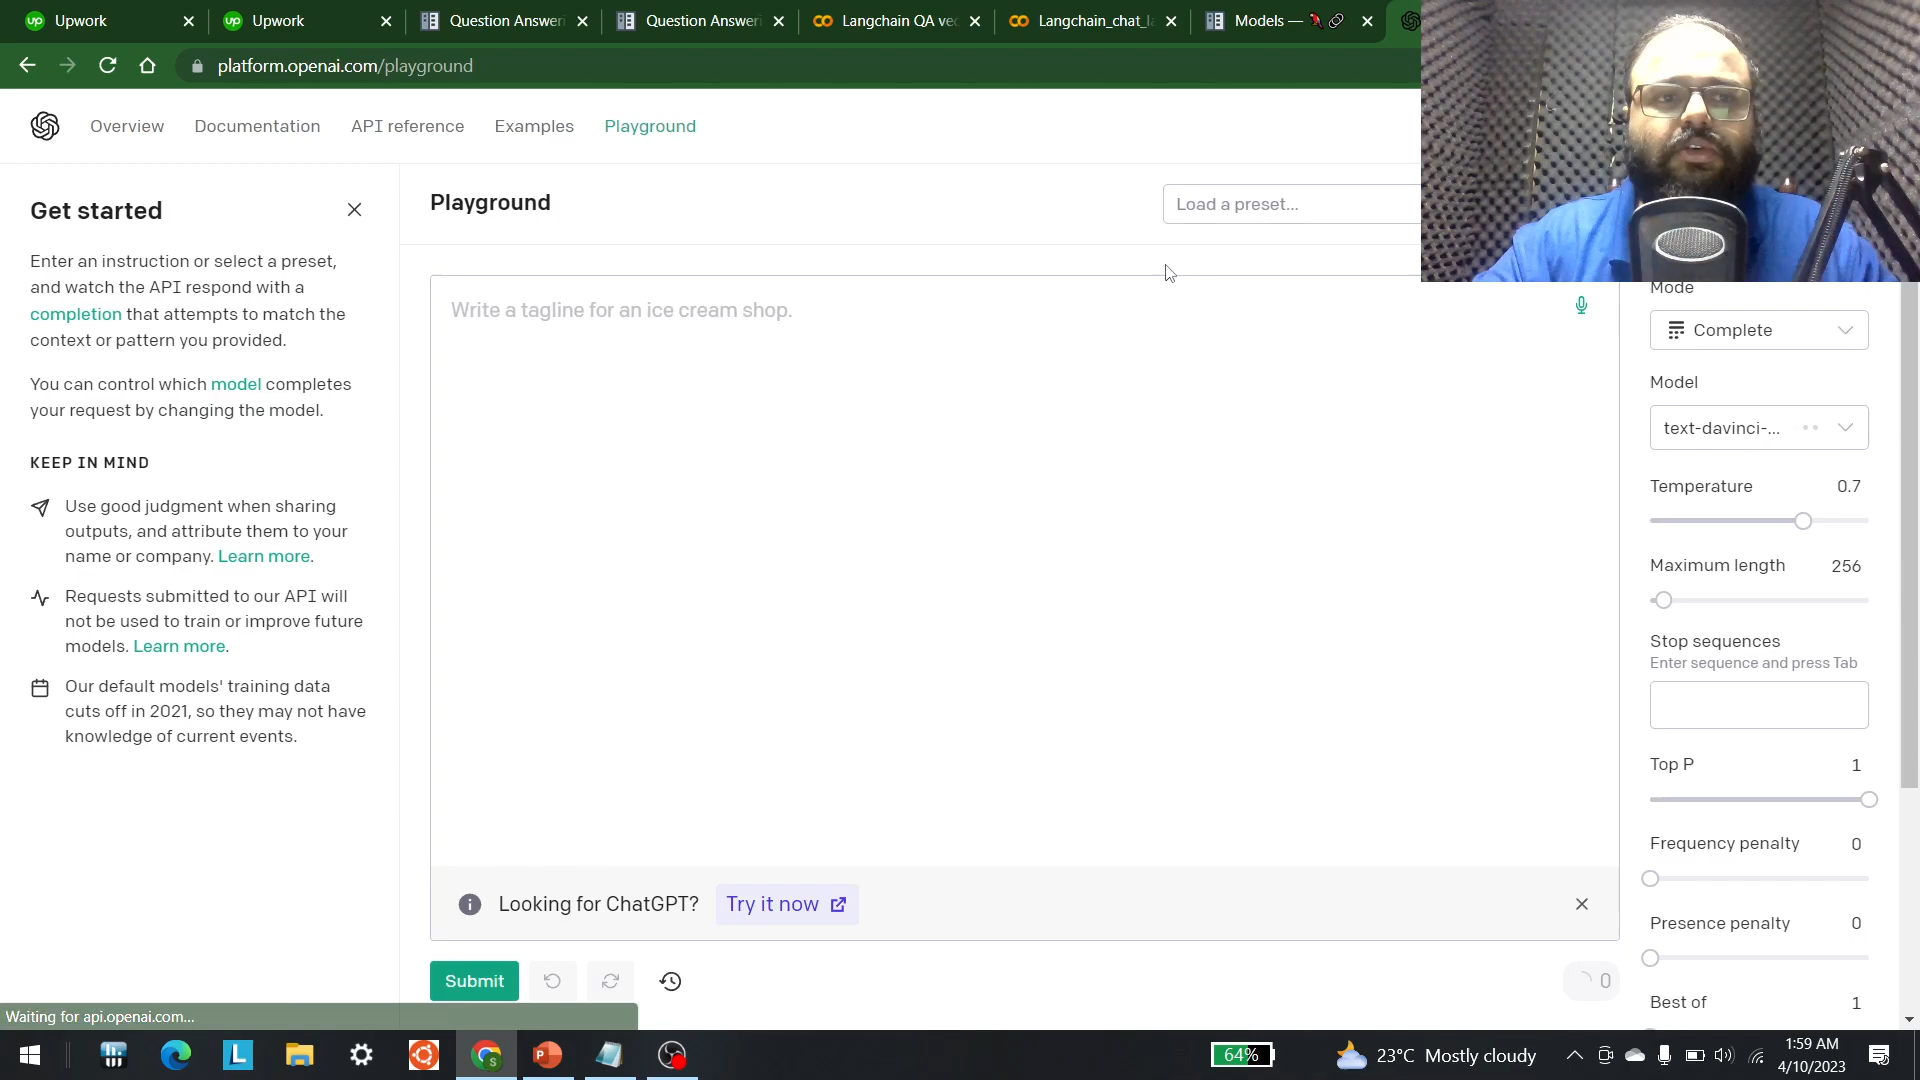 Upwork
Upwork
Question Answeri
Question Answeri
Langchain QA vec
Langchain_chat_la
Models —
platform.openai.com/playground
Overview
Documentation
API reference
Examples
Playground
Get started
Enter an instruction or select a preset,
and watch the API respond with a
completion that attempts to match the
context or pattern you provided.
You can control which model completes
your request by changing the model.
KEEP IN MIND
Use good judgment when sharing
outputs, and attribute them to your
name or company. Learn more.
Requests submitted to our API will
not be used to train or improve future
models. Learn more.
Our default models' training data
cuts off in 2021, so they may not have
knowledge of current events.
Playground
Load a preset...
Write a tagline for an ice cream shop.
Looking for ChatGPT? Try it now
Submit
0
Mode
Complete
Model
text-davinci-...
Temperature 0.7
Maximum length 256
Stop sequences
Enter sequence and press Tab
Top P 1
Frequency penalty 0
Presence penalty 0
Best of 1
Waiting for api.openai.com...
64%
23°C Mostly cloudy
1:59 AM
4/10/2023